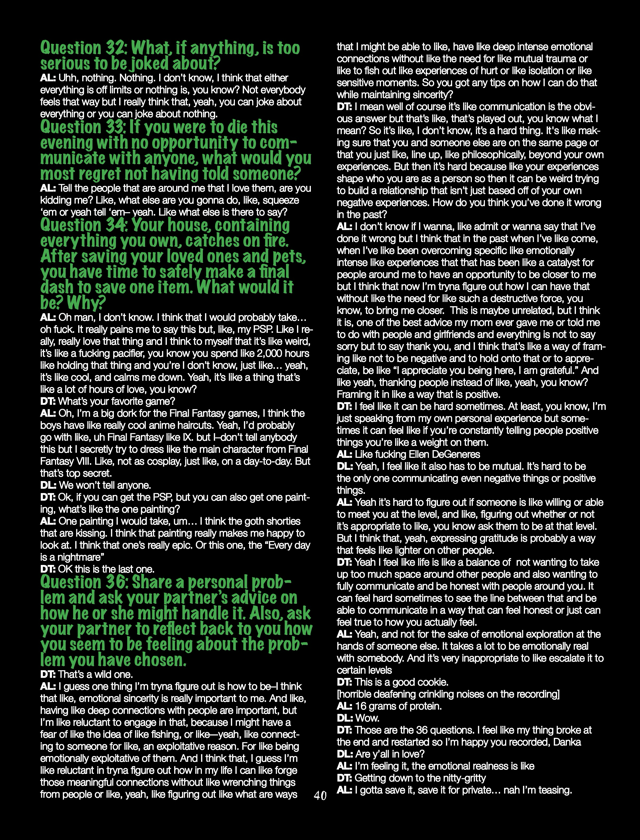 Question 32: What, if anything, is too
serious to be joked about?
AL: Uhh, nothing. Nothing. I don't know, I think that either
everything is off limits or nothing is, you know? Not everybody
feels that way but I really think that, yeah, you can joke about
everything or you can joke about nothing.
Question 33: If you were to die this
evening with no opportunity to com-
municate with anyone, what would you
most regret not having told someone?
AL: Tell the people that are around me that I love them, are you
kidding me? Like, what else are you gonna do, like, squeeze
'em or yeah tell 'em– yeah. Like what else is there to say?
Question 34: Your house, containing
everything you own, catches on fire.
After saving your loved ones and pets,
you have time to safely make a final
dash to save one item. What would it
be? Why?
AL: Oh man, I don't know. I think that I would probably take…
oh fuck. It really pains me to say this but, like, my PSP. Like I re-
ally, really love that thing and I think to myself that it's like weird,
it's like a fucking pacifier, you know you spend like 2,000 hours
like holding that thing and you're I don't know, just like… yeah,
it's like cool, and calms me down. Yeah, it's like a thing that's
like a lot of hours of love, you know?
DT: What's your favorite game?
AL: Oh, I'm a big dork for the Final Fantasy games, I think the
boys have like really cool anime haircuts. Yeah, I'd probably
go with like, uh Final Fantasy like IX. but I–don't tell anybody
this but I secretly try to dress like the main character from Final
Fantasy VIII. Like, not as cosplay, just like, on a day-to-day. But
that's top secret.
DL: We won't tell anyone.
DT: Ok, if you can get the PSP, but you can also get one paint-
ing, what's like the one painting?
AL: One painting I would take, um… I think the goth shorties
that are kissing. I think that painting really makes me happy to
look at. I think that one's really epic. Or this one, the "Every day
is a nightmare"
DT: OK this is the last one.
Question 36: Share a personal prob-
lem and ask your partner's advice on
how he or she might handle it. Also, ask
your partner to reflect back to you how
you seem to be feeling about the prob-
lem you have chosen.
DT: That's a wild one.
AL: I guess one thing I'm tryna figure out is how to be–I think
that like, emotional sincerity is really important to me. And like,
having like deep connections with people are important, but
I'm like reluctant to engage in that, because I might have a
fear of like the idea of like fishing, or like—yeah, like connect-
ing to someone for like, an exploitative reason. For like being
emotionally exploitative of them. And I think that, I guess I'm
like reluctant in tryna figure out how in my life I can like forge
those meaningful connections without like wrenching things
from people or like, yeah, like figuring out like what are ways
that I might be able to, like, have like deep intense emotional
connections without like the need for like mutual trauma or
like to fish out like experiences of hurt or like isolation or like
sensitive moments. So you got any tips on how I can do that
while maintaining sincerity?
DT: I mean well of course it's like communication is the obvi-
ous answer but that's like, that's played out, you know what I
mean? So it's like, I don't know, it's a hard thing. It's like mak-
ing sure that you and someone else are on the same page or
that you just like, line up, like philosophically, beyond your own
experiences. But then it's hard because like your experiences
shape who you are as a person so then it can be weird trying
to build a relationship that isn't just based off of your own
negative experiences. How do you think you've done it wrong
in the past?
AL: I don't know if I wanna, like admit or wanna say that I've
done it wrong but I think that in the past when I've like come,
when I've like been overcoming specific like emotionally
intense like experiences that that has been like a catalyst for
people around me to have an opportunity to be closer to me
but I think that now I'm tryna figure out how I can have that
without like the need for like such a destructive force, you
know, to bring me closer.  This is maybe unrelated, but I think
it is, one of the best advice my mom ever gave me or told me
to do with people and girlfriends and everything is not to say
sorry but to say thank you, and I think that's like a way of fram-
ing like not to be negative and to hold onto that or to appre-
ciate, be like "I appreciate you being here, I am grateful." And
like yeah, thanking people instead of like, yeah, you know?
Framing it in like a way that is positive.
DT: I feel like it can be hard sometimes. At least, you know, I'm
just speaking from my own personal experience but some-
times it can feel like if you're constantly telling people positive
things you're like a weight on them.
AL: Like fucking Ellen DeGeneres
DL: Yeah, I feel like it also has to be mutual. It's hard to be
the only one communicating even negative things or positive
things.
AL: Yeah it's hard to figure out if someone is like willing or able
to meet you at the level, and like, figuring out whether or not
it's appropriate to like, you know ask them to be at that level.
But I think that, yeah, expressing gratitude is probably a way
that feels like lighter on other people.
DT: Yeah I feel like life is like a balance of  not wanting to take
up too much space around other people and also wanting to
fully communicate and be honest with people around you. It
can feel hard sometimes to see the line between that and be
able to communicate in a way that can feel honest or just can
feel true to how you actually feel.
AL: Yeah, and not for the sake of emotional exploration at the
hands of someone else. It takes a lot to be emotionally real
with somebody. And it's very inappropriate to like escalate it to
certain levels
DT: This is a good cookie.
[horrible deafening crinkling noises on the recording]
AL: 16 grams of protein.
DL: Wow.
DT: Those are the 36 questions. I feel like my thing broke at
the end and restarted so I'm happy you recorded, Danka
DL: Are y'all in love?
AL: I'm feeling it, the emotional realness is like
DT: Getting down to the nitty-gritty
AL: I gotta save it, save it for private… nah I'm teasing.
40